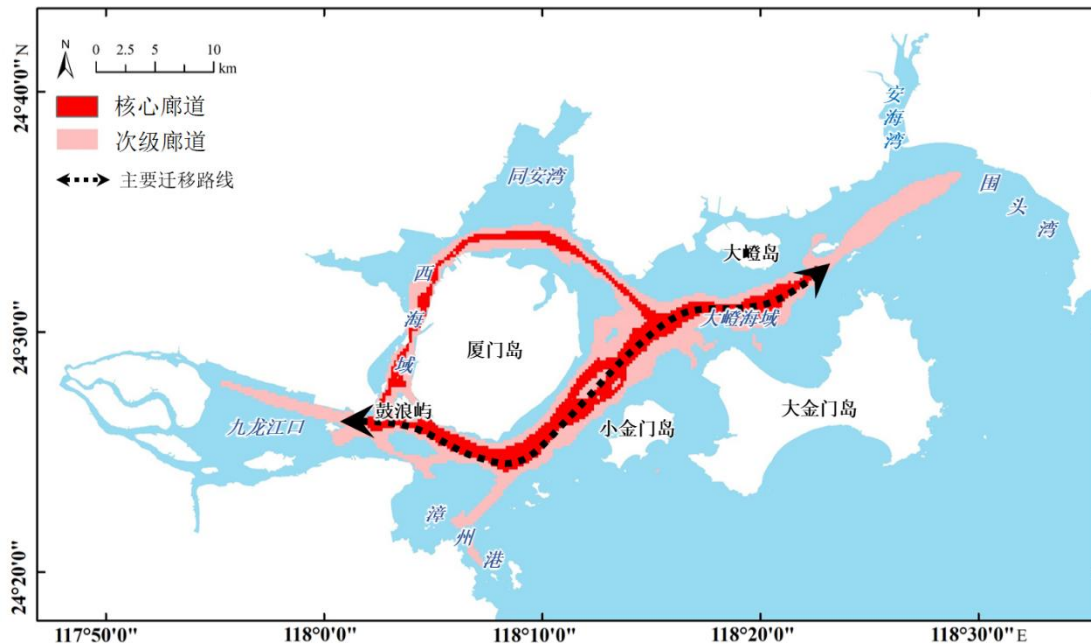 N
0 2.5 5 10
km
核心廊道
次级廊道
主要迁移路线
24°40'0"N
24°30'0"
24°20'0"
安海湾
同安湾
围头湾
大嶝岛
西海域
大嶝海域
厦门岛
鼓浪屿
九龙江口
小金门岛
大金门岛
漳州港
117°50'0"
118°0'0"
118°10'0"
118°20'0"
118°30'0"E